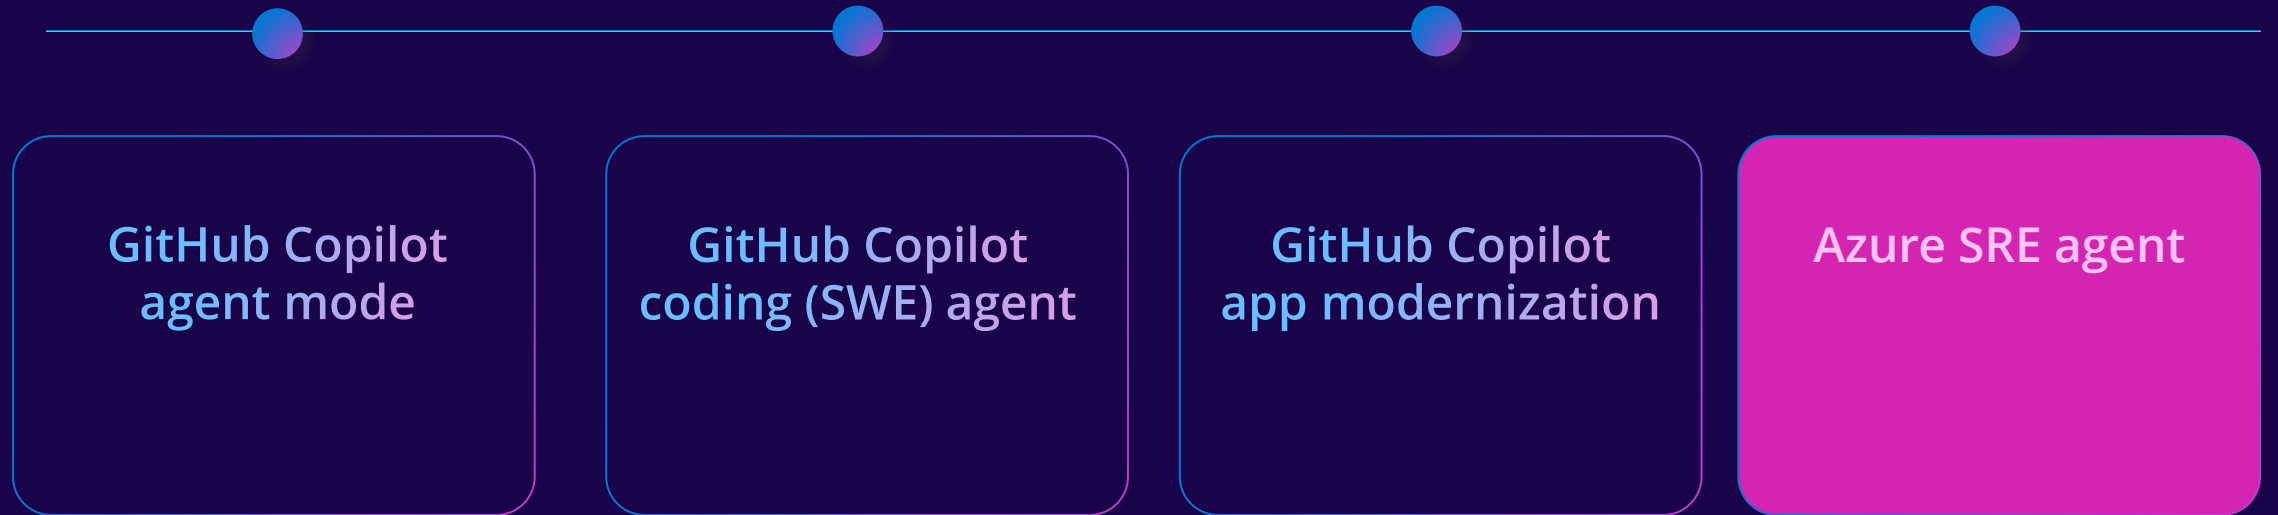 GitHub Copilot
agent mode
GitHub Copilot
coding (SWE) agent
GitHub Copilot
app modernization
Azure SRE agent